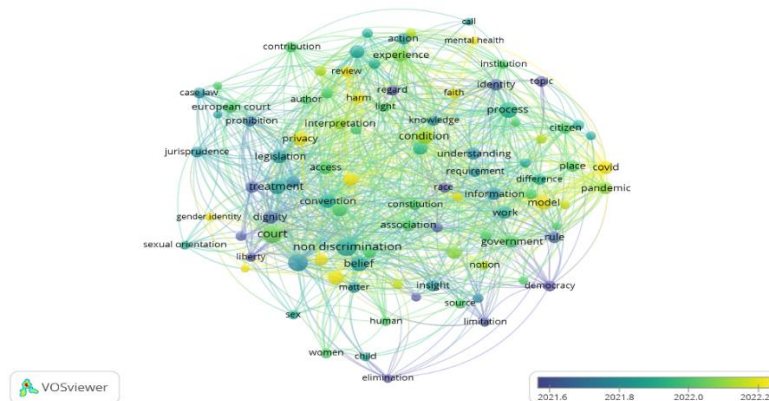 call
action
mental health
contribution
experience
institution
review
regard
identity
topic
case law
author
harm
light
faith
european court
prohibition
knowledge
process
interpretation
citizen
privacy
condition
jurisprudence
legislation
understanding
access
requirement
place
covid
treatment
race
difference
pandemic
convention
constitution
information
model
gender identity
dignity
association
work
court
sexual orientation
non discrimination
government
rule
liberty
belief
notion
matter
insight
democracy
source
sex
human
limitation
women
child
elimination
VOSviewer
2021.6 2021.8 2022.0 2022.2